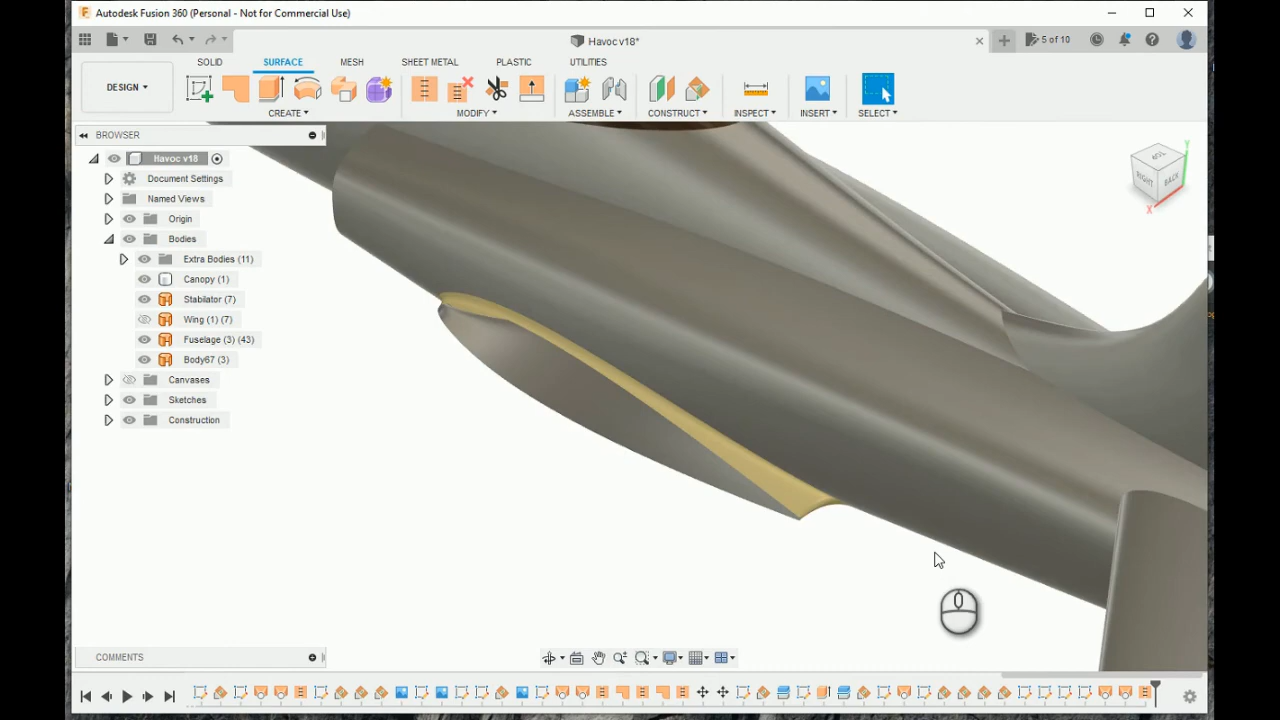 Autodesk Fusion 360 (Personal - Not for Commercial Use)
Havoc v18*
5 of 10
DESIGN
SOLID
SURFACE
MESH
SHEET METAL
PLASTIC
UTILITIES
CREATE
MODIFY
ASSEMBLE
CONSTRUCT
INSPECT
INSERT
SELECT
BROWSER
Havoc v18
Document Settings
Named Views
Origin
Bodies
Extra Bodies (11)
Canopy (1)
Stabilator (7)
Wing (1) (7)
Fuselage (3) (43)
Body67 (3)
Canvases
Sketches
Construction
TOP
RIGHT
BACK
Y
X
COMMENTS